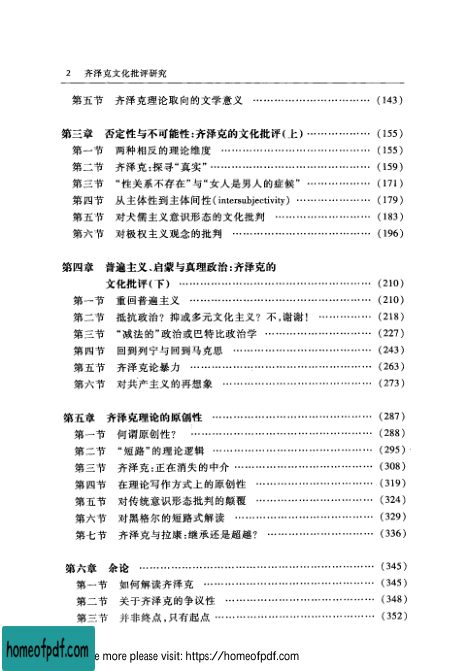 2 齐泽克文化批评研究
第五节 齐泽克理论取向的文学意义 ……………………………… (143)
第三章 否定性与不可能性:齐泽克的文化批评(上) ……………… (155)
第一节 两种相反的理论维度 ……………………………………… (155)
第二节 齐泽克:探寻“真实” ……………………………………… (159)
第三节 “性关系不存在”与“女人是男人的症候” ……………… (171)
第四节 从主体性到主体间性(intersubjectivity) ………………… (179)
第五节 对犬儒主义意识形态的文化批判 ………………………… (183)
第六节 对极权主义观念的批判 …………………………………… (196)
第四章 普遍主义、启蒙与真理政治:齐泽克的
文化批评(下) ……………………………………………… (210)
第一节 重回普遍主义 ……………………………………………… (210)
第二节 抵抗政治? 抑或多元文化主义? 不,谢谢! …………… (218)
第三节 “减法的”政治或巴特比政治学 …………………………… (227)
第四节 回到列宁与回到马克思 …………………………………… (243)
第五节 齐泽克论暴力 ……………………………………………… (263)
第六节 对共产主义的再想象 ……………………………………… (273)
第五章 齐泽克理论的原创性 ……………………………………… (287)
第一节 何谓原创性? ……………………………………………… (288)
第二节 “短路”的理论逻辑 ………………………………………… (295)
第三节 齐泽克:正在消失的中介 ………………………………… (308)
第四节 在理论写作方式上的原创性 ……………………………… (319)
第五节 对传统意识形态批判的颠覆 ……………………………… (324)
第六节 对黑格尔的短路式解读 …………………………………… (329)
第七节 齐泽克与拉康:继承还是超越? ………………………… (336)
第六章 余论 ………………………………………………………… (345)
第一节 如何解读齐泽克 …………………………………………… (345)
第二节 关于齐泽克的争议性 ……………………………………… (348)
第三节 并非终点,只有起点 ……………………………………… (352)
homeofpdf.com
e more please visit: https://homeofpdf.com